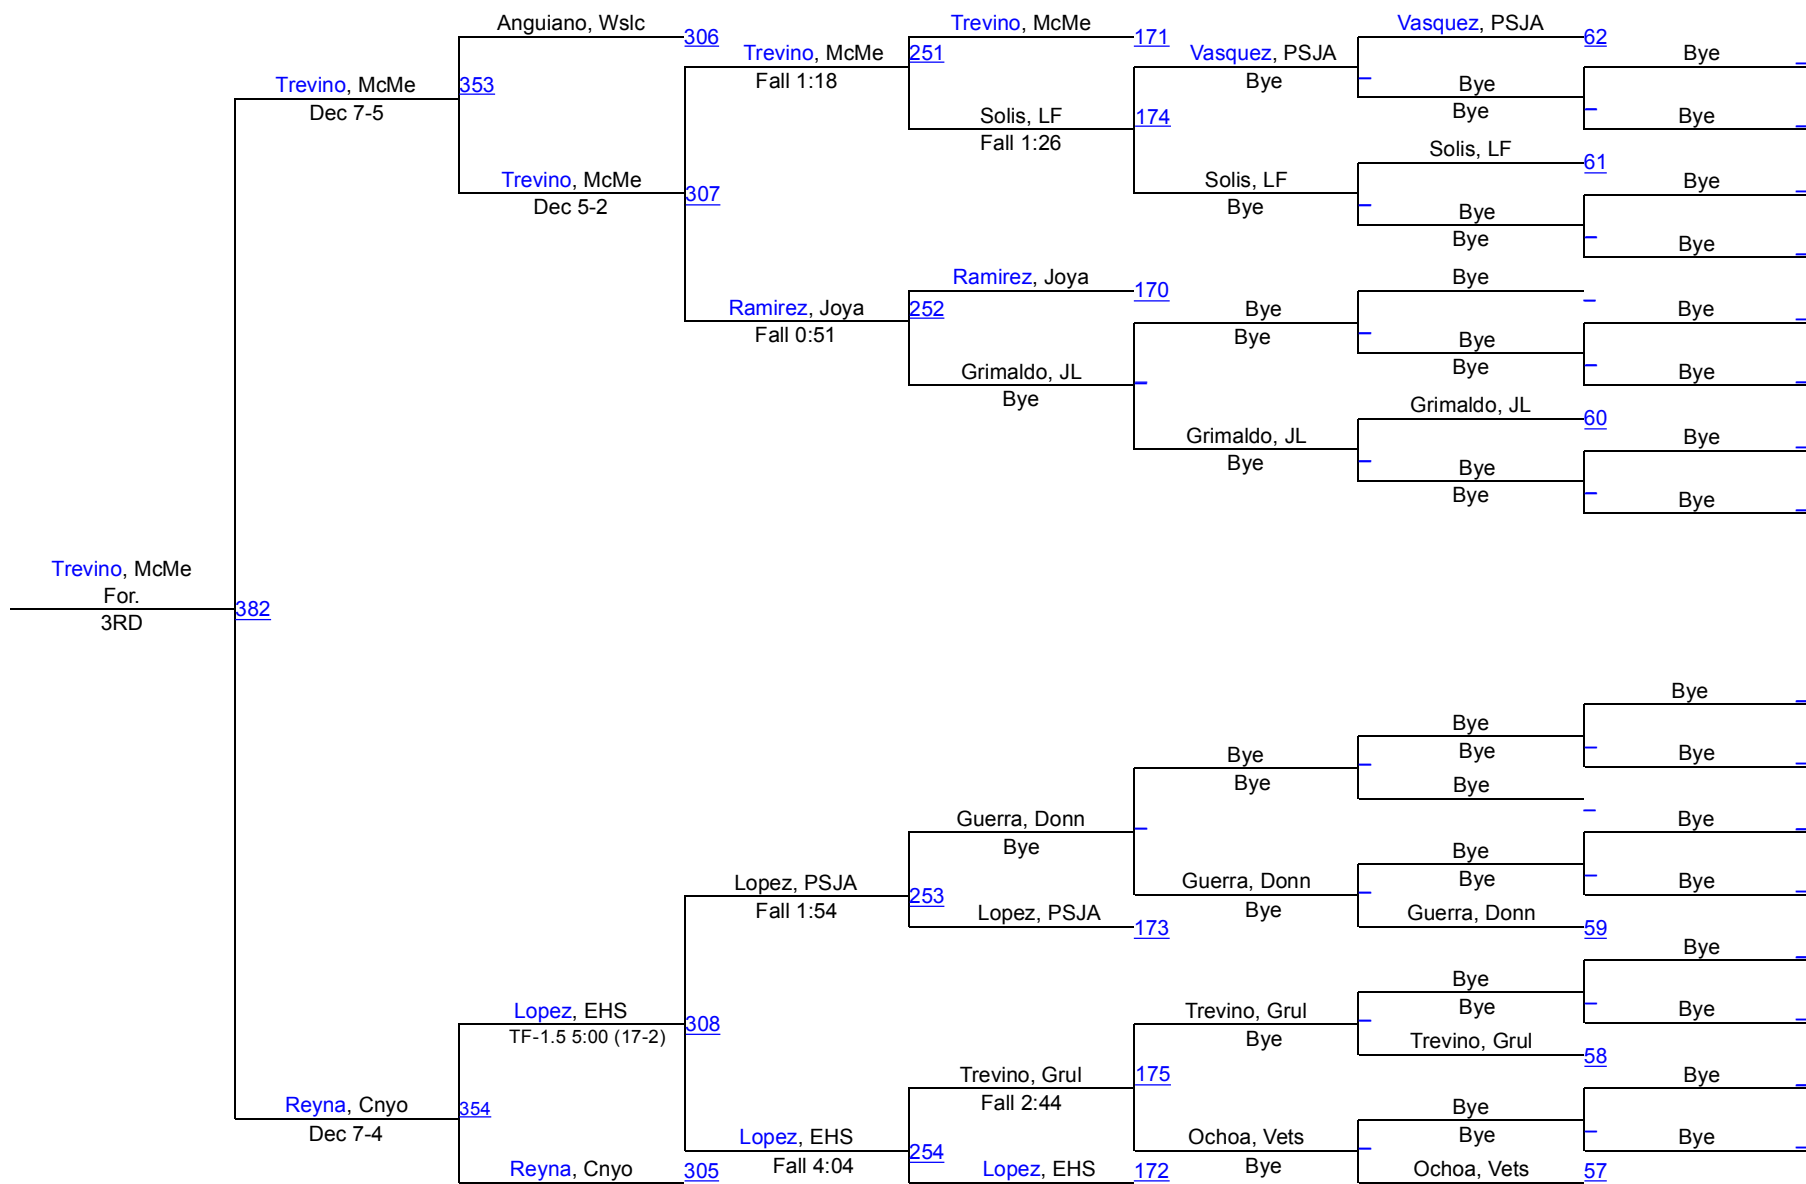 Anguiano, Wslc
306
Trevino, McMe
171
Vasquez, PSJA
62
Trevino, McMe
251
Vasquez, PSJA
Bye
Fall 1:18
Bye
Bye
Trevino, McMe
353
Bye
Dec 7-5
Solis, LF
174
Bye
Fall 1:26
Solis, LF
61
Trevino, McMe
307
Solis, LF
Bye
Dec 5-2
Bye
Bye
Bye
Bye
Ramirez, Joya
170
Bye
Ramirez, Joya
252
Bye
Bye
Fall 0:51
Bye
Bye
Grimaldo, JL
Bye
Bye
Bye
Grimaldo, JL
60
Grimaldo, JL
Bye
Bye
Bye
Bye
Bye
Trevino, McMe
For.
382
3RD
Bye
Bye
Bye
Bye
Bye
Bye
Bye
Guerra, Donn
Bye
Bye
Bye
Lopez, PSJA
253
Guerra, Donn
Bye
Bye
Fall 1:54
Lopez, PSJA
173
Bye
Guerra, Donn
59
Bye
Bye
Lopez, EHS
308
Trevino, Grul
Bye
Bye
TF-1.5 5:00 (17-2)
Bye
Trevino, Grul
58
Trevino, Grul
175
Bye
Fall 2:44
Reyna, Cnyo
354
Bye
Dec 7-4
Lopez, EHS
Ochoa, Vets
Bye
Bye
Fall 4:04
254
Bye
Reyna, Cnyo
305
Lopez, EHS
172
Ochoa, Vets
57